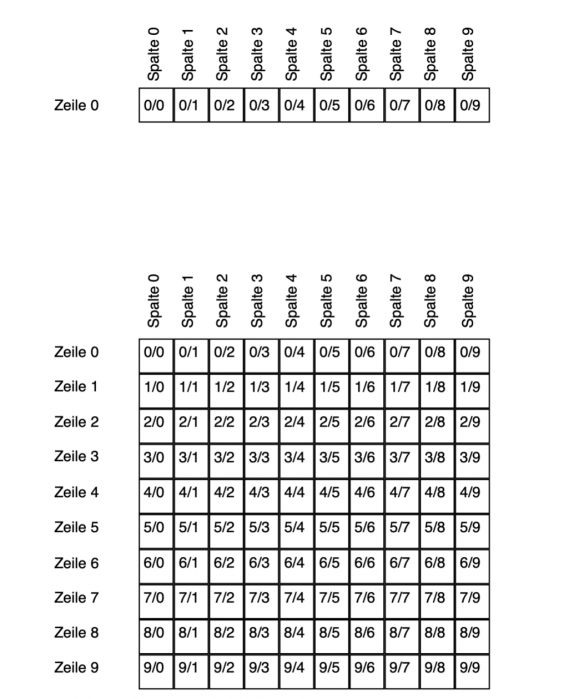 Spalte 0 Spalte 1 Spalte 2 Spalte 3 Spalte 4 Spalte 5 Spalte 6 Spalte 7 Spalte 8 Spalte 9
Zeile 0 0/0 0/1 0/2 0/3 0/4 0/5 0/6 0/7 0/8 0/9
Spalte 0 Spalte 1 Spalte 2 Spalte 3 Spalte 4 Spalte 5 Spalte 6 Spalte 7 Spalte 8 Spalte 9
Zeile 0 0/0 0/1 0/2 0/3 0/4 0/5 0/6 0/7 0/8 0/9
Zeile 1 1/0 1/1 1/2 1/3 1/4 1/5 1/6 1/7 1/8 1/9
Zeile 2 2/0 2/1 2/2 2/3 2/4 2/5 2/6 2/7 2/8 2/9
Zeile 3 3/0 3/1 3/2 3/3 3/4 3/5 3/6 3/7 3/8 3/9
Zeile 4 4/0 4/1 4/2 4/3 4/4 4/5 4/6 4/7 4/8 4/9
Zeile 5 5/0 5/1 5/2 5/3 5/4 5/5 5/6 5/7 5/8 5/9
Zeile 6 6/0 6/1 6/2 6/3 6/4 6/5 6/6 6/7 6/8 6/9
Zeile 7 7/0 7/1 7/2 7/3 7/4 7/5 7/6 7/7 7/8 7/9
Zeile 8 8/0 8/1 8/2 8/3 8/4 8/5 8/6 8/7 8/8 8/9
Zeile 9 9/0 9/1 9/2 9/3 9/4 9/5 9/6 9/7 9/8 9/9